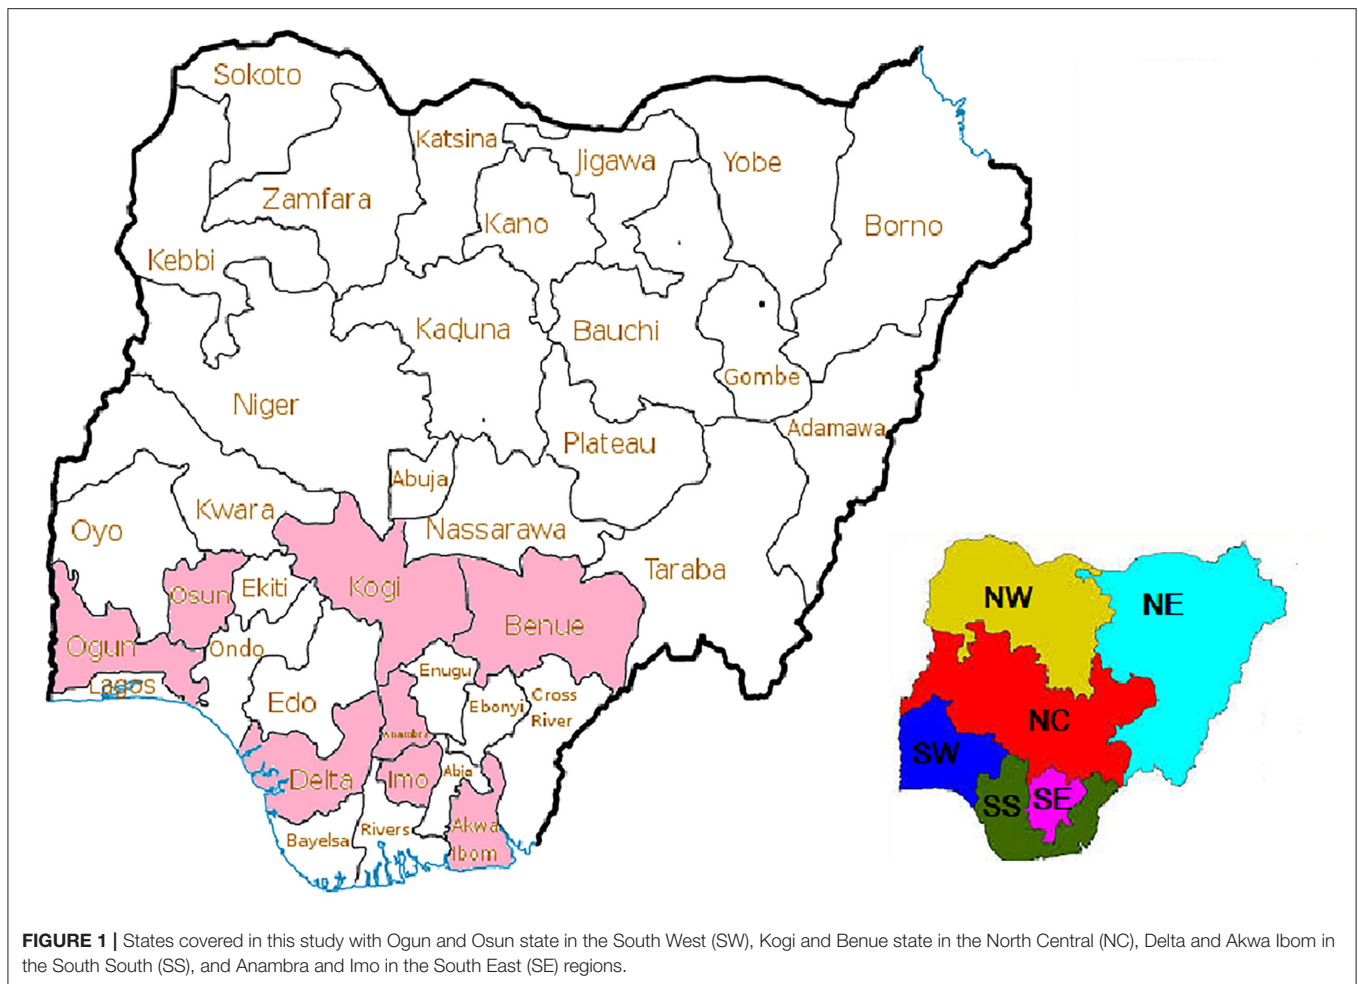 Sokoto
Katsina
Jigawa
Yobe
Zamfara
Kano
Borno
Kebbi
Kaduna
Bauchi
Gombe
Niger
Adamawa
Plateau
Abuja
Kwara
Nassarawa
Oyo
Taraba
Osun
Ekiti
Kogi
Benue
Ogun
Ondo
Enugu
Lagos
Edo
Ebonyi
Cross
River
Anambra
Delta
Imo
Abia
Bayelsa
Rivers
Akwa
Ibom
NW
NE
NC
SW
SS
SE
FIGURE 1 | States covered in this study with Ogun and Osun state in the South West (SW), Kogi and Benue state in the North Central (NC), Delta and Akwa Ibom in
the South South (SS), and Anambra and Imo in the South East (SE) regions.